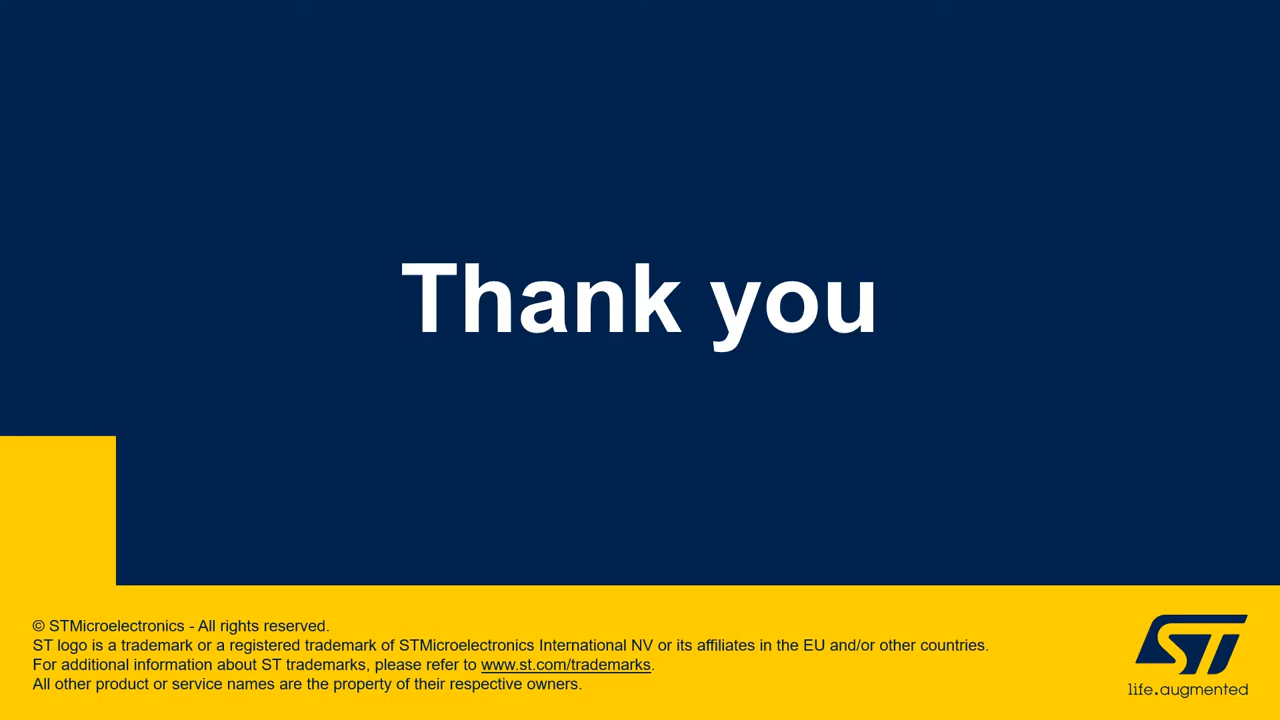 Thank you
© STMicroelectronics - All rights reserved.
ST logo is a trademark or a registered trademark of STMicroelectronics International NV or its affiliates in the EU and/or other countries.
For additional information about ST trademarks, please refer to www.st.com/trademarks.
All other product or service names are the property of their respective owners.
ST
life.augmented